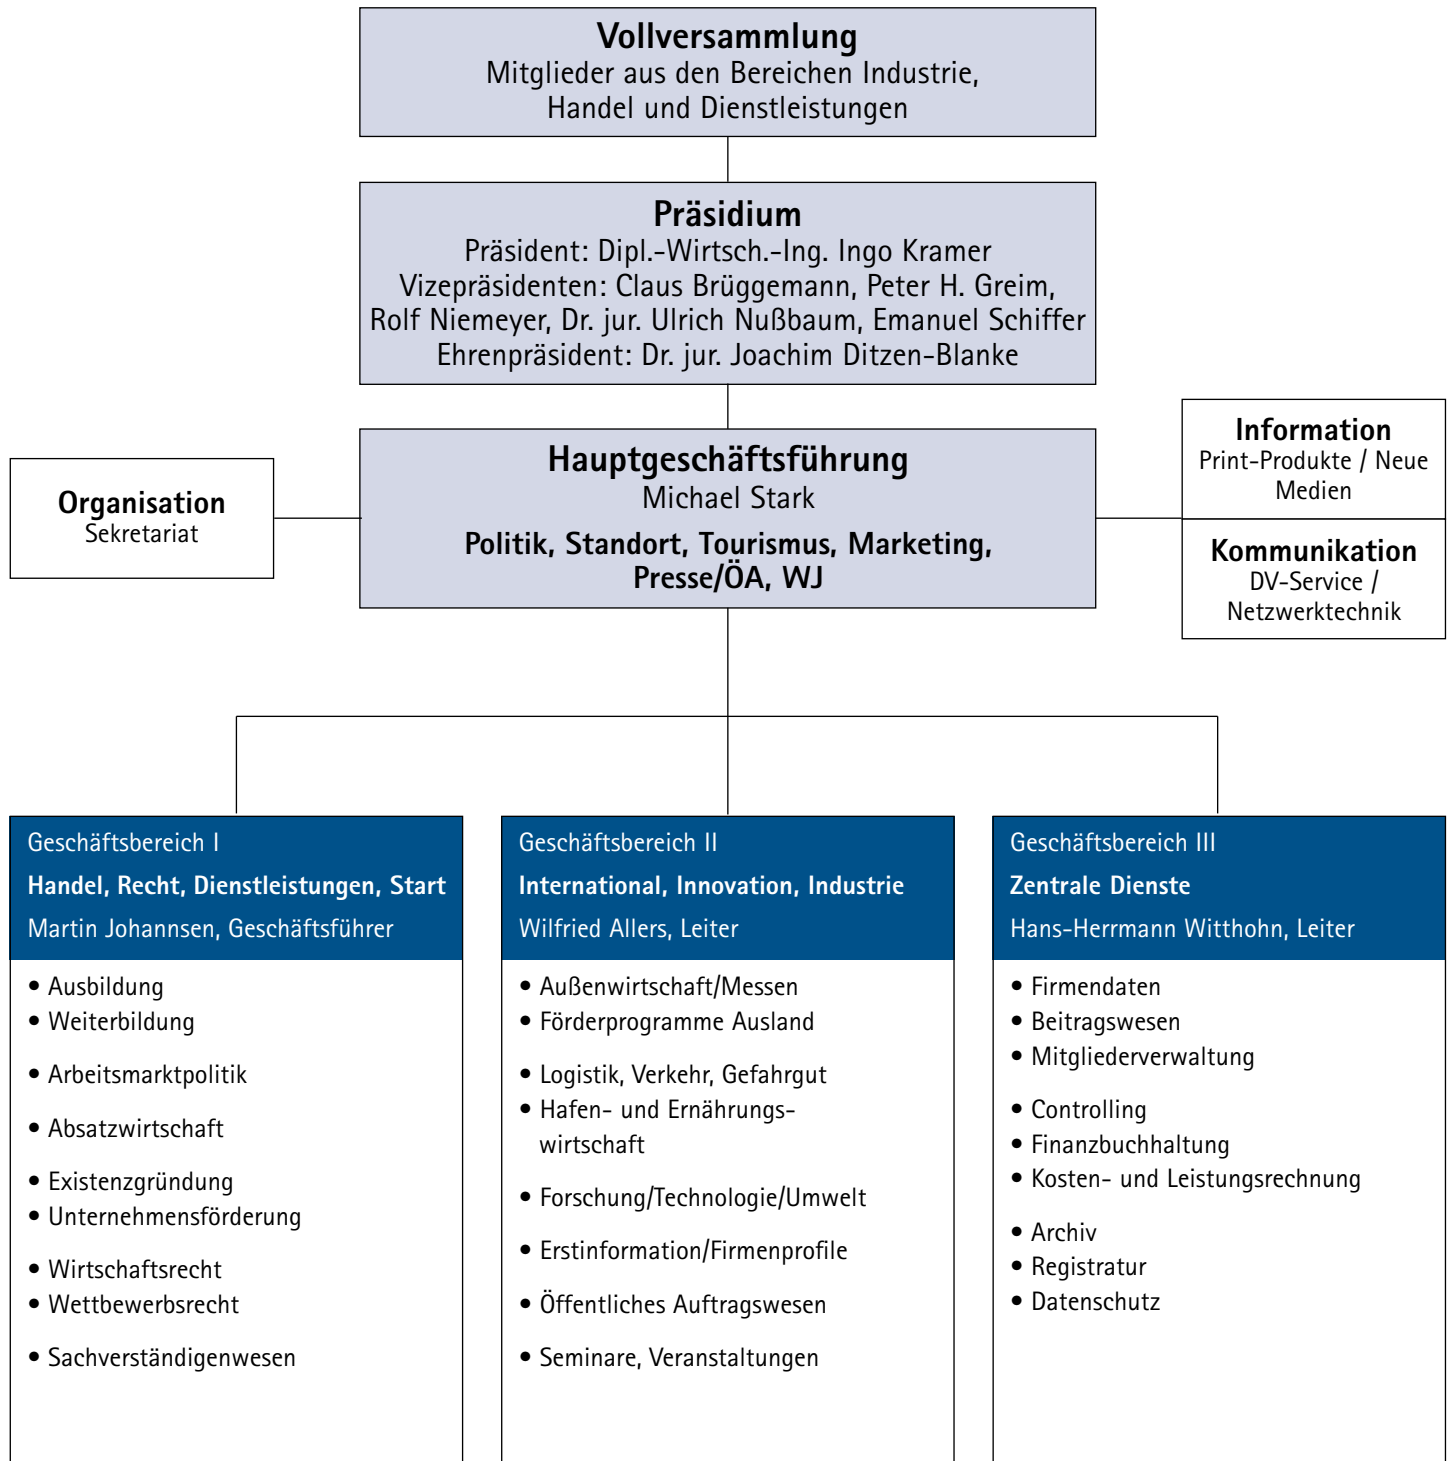 Vollversammlung
Mitglieder aus den Bereichen Industrie,
Handel und Dienstleistungen
Präsidium
Präsident: Dipl.-Wirtsch.-Ing. Ingo Kramer
Vizepräsidenten: Claus Brüggemann, Peter H. Greim,
Rolf Niemeyer, Dr. jur. Ulrich Nußbaum, Emanuel Schiffer
Ehrenpräsident: Dr. jur. Joachim Ditzen-Blanke
Organisation
Sekretariat
Hauptgeschäftsführung
Michael Stark
Politik, Standort, Tourismus, Marketing,
Presse/ÖA, WJ
Information
Print-Produkte / Neue
Medien
Kommunikation
DV-Service /
Netzwerktechnik
Geschäftsbereich I
Handel, Recht, Dienstleistungen, Start
Martin Johannsen, Geschäftsführer
• Ausbildung
• Weiterbildung
• Arbeitsmarktpolitik
• Absatzwirtschaft
• Existenzgründung
• Unternehmensförderung
• Wirtschaftsrecht
• Wettbewerbsrecht
• Sachverständigenwesen
Geschäftsbereich II
International, Innovation, Industrie
Wilfried Allers, Leiter
• Außenwirtschaft/Messen
• Förderprogramme Ausland
• Logistik, Verkehr, Gefahrgut
• Hafen- und Ernährungs-
wirtschaft
• Forschung/Technologie/Umwelt
• Erstinformation/Firmenprofile
• Öffentliches Auftragswesen
• Seminare, Veranstaltungen
Geschäftsbereich III
Zentrale Dienste
Hans-Herrmann Witthohn, Leiter
• Firmendaten
• Beitragswesen
• Mitgliederverwaltung
• Controlling
• Finanzbuchhaltung
• Kosten- und Leistungsrechnung
• Archiv
• Registratur
• Datenschutz